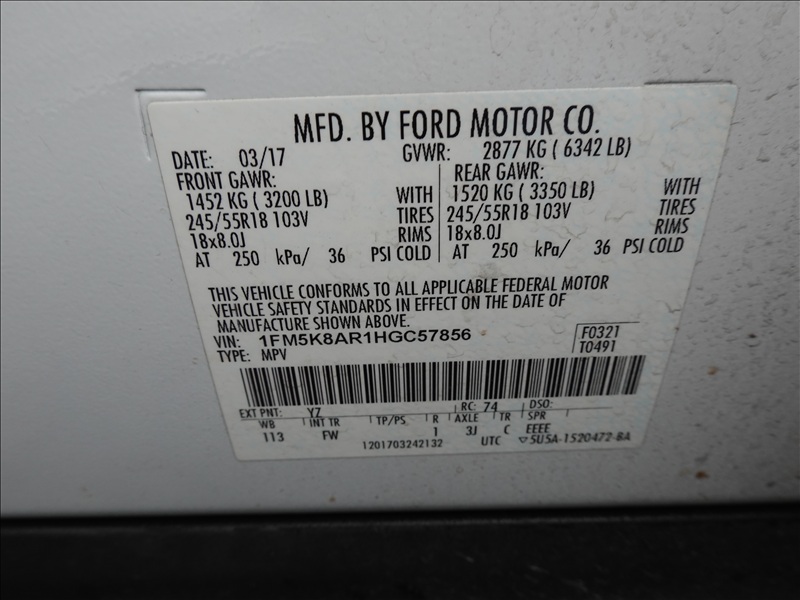 MFD. BY FORD MOTOR CO.
DATE: 03/17 GVWR: 2877 KG ( 6342 LB)
FRONT GAWR: REAR GAWR:
1452 KG ( 3200 LB) WITH 1520 KG ( 3350 LB) WITH
245/55R18 103V TIRES 245/55R18 103V TIRES
18x8.0J RIMS 18x8.0J RIMS
AT 250 kPa/ 36 PSI COLD AT 250 kPa/ 36 PSI COLD
THIS VEHICLE CONFORMS TO ALL APPLICABLE FEDERAL MOTOR
VEHICLE SAFETY STANDARDS IN EFFECT ON THE DATE OF
MANUFACTURE SHOWN ABOVE.
VIN: 1FM5K8AR1HGC57856 F0321
TYPE: MPV T0491
EXT PNT: YZ RC: 74 DSO:
WB INT TR TP/PS R AXLE TR SPR
113 FW 1 3J C EEEE
1201703242132 UTC ▽5U5A-1520472-BA